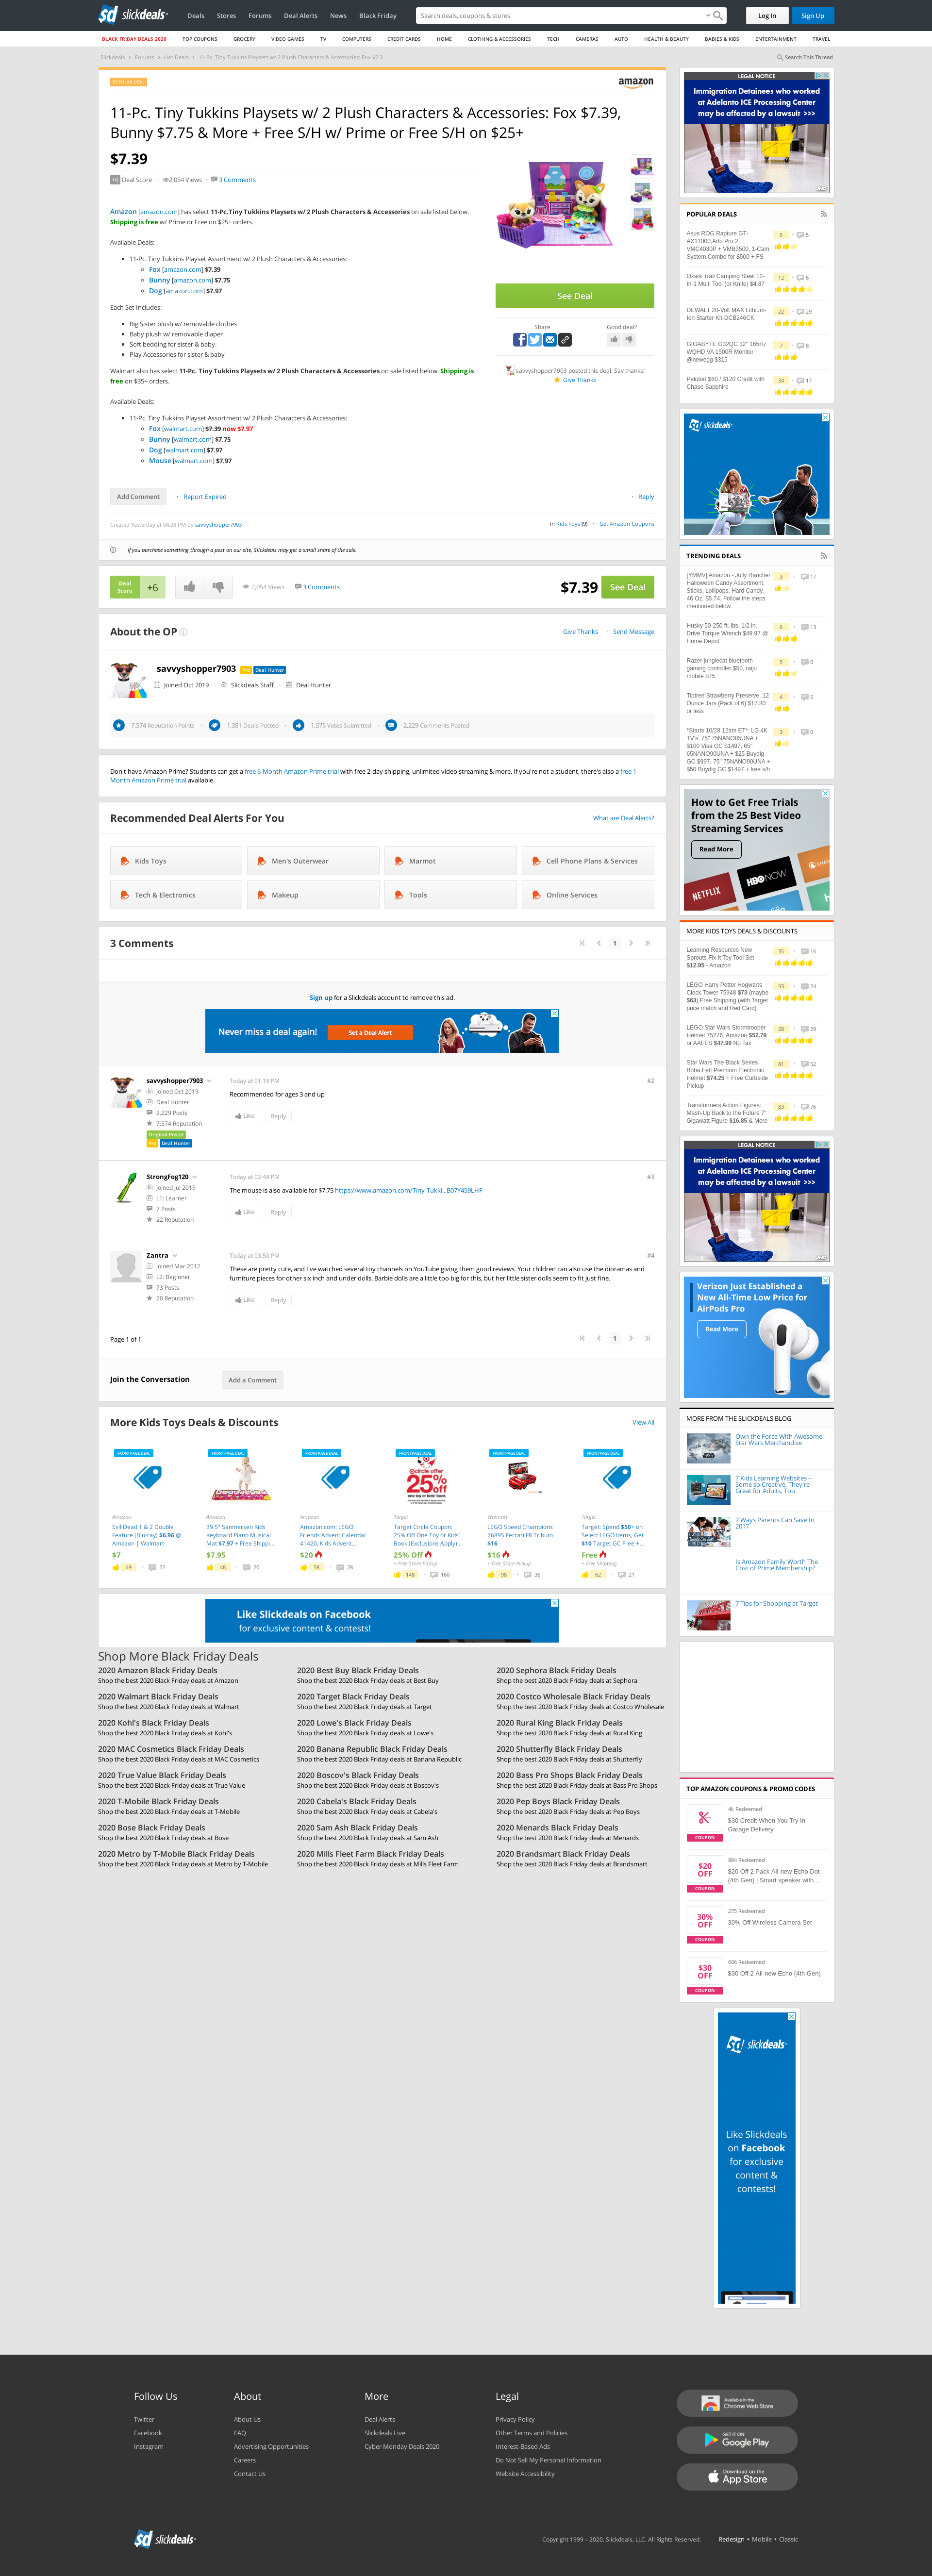 slickdeals
Deals
Stores
Forums
Deal Alerts
News
Black Friday
Search deals, coupons & stores
Log In
Sign Up
BLACK FRIDAY DEALS 2020
TOP COUPONS
GROCERY
VIDEO GAMES
TV
COMPUTERS
CREDIT CARDS
HOME
CLOTHING & ACCESSORIES
TECH
CAMERAS
AUTO
HEALTH & BEAUTY
BABIES & KIDS
ENTERTAINMENT
TRAVEL
Slickdeals
Forums
Hot Deals
11-Pc. Tiny Tukkins Playsets w/ 2 Plush Characters & Accessories: Fox $7.3...
Search This Thread
POPULAR DEAL
amazon
11-Pc. Tiny Tukkins Playsets w/ 2 Plush Characters & Accessories: Fox $7.39,
Bunny $7.75 & More + Free S/H w/ Prime or Free S/H on $25+
$7.39
+6 Deal Score
2,054 Views
3 Comments
Amazon [amazon.com] has select 11-Pc.Tiny Tukkins Playsets w/ 2 Plush Characters & Accessories on sale listed below.
Shipping is free w/ Prime or Free on $25+ orders.
Available Deals:
11-Pc. Tiny Tukkins Playset Assortment w/ 2 Plush Characters & Accessories:
Fox [amazon.com] $7.39
Bunny [amazon.com] $7.75
Dog [amazon.com] $7.97
Each Set Includes:
Big Sister plush w/ removable clothes
Baby plush w/ removable diaper
Soft bedding for sister & baby.
Play Accessories for sister & baby
Walmart also has select 11-Pc. Tiny Tukkins Playsets w/ 2 Plush Characters & Accessories on sale listed below. Shipping is
free on $35+ orders.
Available Deals:
11-Pc. Tiny Tukkins Playset Assortment w/ 2 Plush Characters & Accessories:
Fox [walmart.com] $7.39 now $7.97
Bunny [walmart.com] $7.75
Dog [walmart.com] $7.97
Mouse [walmart.com] $7.97
See Deal
Share
Good deal?
savvyshopper7903 posted this deal. Say thanks!
Give Thanks
Add Comment
Report Expired
Reply
Created Yesterday at 04:28 PM by savvyshopper7903
in Kids Toys (9)
Get Amazon Coupons
If you purchase something through a post on our site, Slickdeals may get a small share of the sale.
Deal
Score
+6
2,054 Views
3 Comments
$7.39
See Deal
About the OP
Give Thanks
Send Message
savvyshopper7903 Pro Deal Hunter
Joined Oct 2019
Slickdeals Staff
Deal Hunter
7,574 Reputation Points
1,381 Deals Posted
1,375 Votes Submitted
2,229 Comments Posted
Don't have Amazon Prime? Students can get a free 6-Month Amazon Prime trial with free 2-day shipping, unlimited video streaming & more. If you're not a student, there's also a free 1-
Month Amazon Prime trial available.
Recommended Deal Alerts For You
What are Deal Alerts?
Kids Toys
Men's Outerwear
Marmot
Cell Phone Plans & Services
Tech & Electronics
Makeup
Tools
Online Services
3 Comments
1
Sign up for a Slickdeals account to remove this ad.
Never miss a deal again!
Set a Deal Alert
savvyshopper7903
Joined Oct 2019
Deal Hunter
2,229 Posts
7,574 Reputation
Original Poster
Pro Deal Hunter
Today at 01:19 PM
#2
Recommended for ages 3 and up
Like
Reply
StrongFog120
Joined Jul 2019
L1: Learner
7 Posts
22 Reputation
Today at 02:48 PM
#3
The mouse is also available for $7.75 https://www.amazon.com/Tiny-Tukki...B07Y459LHF
Like
Reply
Zantra
Joined Mar 2012
L2: Beginner
73 Posts
20 Reputation
Today at 03:50 PM
#4
These are pretty cute, and I've watched several toy channels on YouTube giving them good reviews. Your children can also use the dioramas and
furniture pieces for other six inch and under dolls. Barbie dolls are a little too big for this, but her little sister dolls seem to fit just fine.
Like
Reply
Page 1 of 1
1
Join the Conversation
Add a Comment
More Kids Toys Deals & Discounts
View All
FRONTPAGE DEAL
Amazon
Evil Dead 1 & 2 Double
Feature (Blu-ray) $6.96 @
Amazon | Walmart
$7
49
22
FRONTPAGE DEAL
Amazon
39.5" Sanmersen Kids
Keyboard Piano Musical
Mat $7.97 + Free Shippi...
$7.95
48
20
FRONTPAGE DEAL
Amazon
Amazon.com: LEGO
Friends Advent Calendar
41420, Kids Advent...
$20
58
28
FRONTPAGE DEAL
circle offer
25%
off
one toy or kids' book
Target
Target Circle Coupon:
25% Off One Toy or Kids'
Book (Exclusions Apply)...
25% Off
+ Free Store Pickup
148
160
FRONTPAGE DEAL
Walmart
LEGO Speed Champions
76895 Ferrari F8 Tributo
$16
$16
+ Free Store Pickup
98
36
FRONTPAGE DEAL
Target
Target: Spend $50+ on
Select LEGO Items, Get
$10 Target GC Free +...
Free
+ Free Shipping
62
21
Like Slickdeals on Facebook
for exclusive content & contests!
Shop More Black Friday Deals
2020 Amazon Black Friday Deals
Shop the best 2020 Black Friday deals at Amazon
2020 Best Buy Black Friday Deals
Shop the best 2020 Black Friday deals at Best Buy
2020 Sephora Black Friday Deals
Shop the best 2020 Black Friday deals at Sephora
2020 Walmart Black Friday Deals
Shop the best 2020 Black Friday deals at Walmart
2020 Target Black Friday Deals
Shop the best 2020 Black Friday deals at Target
2020 Costco Wholesale Black Friday Deals
Shop the best 2020 Black Friday deals at Costco Wholesale
2020 Kohl's Black Friday Deals
Shop the best 2020 Black Friday deals at Kohl's
2020 Lowe's Black Friday Deals
Shop the best 2020 Black Friday deals at Lowe's
2020 Rural King Black Friday Deals
Shop the best 2020 Black Friday deals at Rural King
2020 MAC Cosmetics Black Friday Deals
Shop the best 2020 Black Friday deals at MAC Cosmetics
2020 Banana Republic Black Friday Deals
Shop the best 2020 Black Friday deals at Banana Republic
2020 Shutterfly Black Friday Deals
Shop the best 2020 Black Friday deals at Shutterfly
2020 True Value Black Friday Deals
Shop the best 2020 Black Friday deals at True Value
2020 Boscov's Black Friday Deals
Shop the best 2020 Black Friday deals at Boscov's
2020 Bass Pro Shops Black Friday Deals
Shop the best 2020 Black Friday deals at Bass Pro Shops
2020 T-Mobile Black Friday Deals
Shop the best 2020 Black Friday deals at T-Mobile
2020 Cabela's Black Friday Deals
Shop the best 2020 Black Friday deals at Cabela's
2020 Pep Boys Black Friday Deals
Shop the best 2020 Black Friday deals at Pep Boys
2020 Bose Black Friday Deals
Shop the best 2020 Black Friday deals at Bose
2020 Sam Ash Black Friday Deals
Shop the best 2020 Black Friday deals at Sam Ash
2020 Menards Black Friday Deals
Shop the best 2020 Black Friday deals at Menards
2020 Metro by T-Mobile Black Friday Deals
Shop the best 2020 Black Friday deals at Metro by T-Mobile
2020 Mills Fleet Farm Black Friday Deals
Shop the best 2020 Black Friday deals at Mills Fleet Farm
2020 Brandsmart Black Friday Deals
Shop the best 2020 Black Friday deals at Brandsmart
LEGAL NOTICE
Immigration Detainees who worked
at Adelanto ICE Processing Center
may be affected by a lawsuit >>>
POPULAR DEALS
Asus ROG Rapture GT-
AX11000,Arlo Pro 2,
VMC4030P + VMB3500, 1-Cam
System Combo for $500 + FS
5
5
Ozark Trail Camping Steel 12-
In-1 Multi Tool (or Knife) $4.87
12
6
DEWALT 20-Volt MAX Lithium-
Ion Starter Kit-DCB246CK
22
29
GIGABYTE G32QC 32" 165Hz
WQHD VA 1500R Monitor
@newegg $315
7
8
Peloton $60 / $120 Credit with
Chase Sapphire
34
17
slickdeals
TRENDING DEALS
[YMMV] Amazon - Jolly Rancher
Halloween Candy Assortment,
Sticks, Lollipops, Hard Candy,
46 Oz, $5.74, Follow the steps
mentioned below.
3
17
Husky 50-250 ft. lbs. 1/2 in.
Drive Torque Wrench $49.97 @
Home Depot
6
13
Razer junglecat bluetooth
gaming controller $50, raiju
mobile $75
5
0
Tiptree Strawberry Preserve, 12
Ounce Jars (Pack of 6) $17.80
or less
4
5
*Starts 10/28 12am ET*: LG 4K
TV's: 75" 75NANO85UNA +
$100 Visa GC $1497, 65"
65NANO90UNA + $25 Buydig
GC $997, 75" 75NANO90UNA +
$50 Buydig GC $1497 + free s/h
3
0
How to Get Free Trials
from the 25 Best Video
Streaming Services
Read More
NETFLIX
HBO NOW
MORE KIDS TOYS DEALS & DISCOUNTS
Learning Resources New
Sprouts Fix It Toy Tool Set
$12.95 - Amazon
35
16
LEGO Harry Potter Hogwarts
Clock Tower 75948 $73 (maybe
$63) Free Shipping (with Target
price match and Red Card)
33
24
LEGO Star Wars Stormtrooper
Helmet 75276, Amazon $52.79
or AAFES $47.99 No Tax
28
29
Star Wars The Black Series
Boba Fett Premium Electronic
Helmet $74.25 + Free Curbside
Pickup
81
52
Transformers Action Figures:
Mash-Up Back to the Future 7"
Gigawatt Figure $16.85 & More
83
76
LEGAL NOTICE
Immigration Detainees who worked
at Adelanto ICE Processing Center
may be affected by a lawsuit >>>
Verizon Just Established a
New All-Time Low Price for
AirPods Pro
Read More
MORE FROM THE SLICKDEALS BLOG
Own the Force With Awesome
Star Wars Merchandise
7 Kids Learning Websites –
Some so Creative, They're
Great for Adults, Too
7 Ways Parents Can Save In
2017
Is Amazon Family Worth The
Cost of Prime Membership?
7 Tips for Shopping at Target
TOP AMAZON COUPONS & PROMO CODES
COUPON
4k Redeemed
$30 Credit When You Try In-
Garage Delivery
$20
OFF
COUPON
884 Redeemed
$20 Off 2 Pack All-new Echo Dot
(4th Gen) | Smart speaker with...
30%
OFF
COUPON
275 Redeemed
30% Off Wireless Camera Set
$30
OFF
COUPON
606 Redeemed
$30 Off 2 All-new Echo (4th Gen)
slickdeals
Like Slickdeals
on Facebook
for exclusive
content &
contests!
Follow Us
Twitter
Facebook
Instagram
About
About Us
FAQ
Advertising Opportunities
Careers
Contact Us
More
Deal Alerts
Slickdeals Live
Cyber Monday Deals 2020
Legal
Privacy Policy
Other Terms and Policies
Interest-Based Ads
Do Not Sell My Personal Information
Website Accessibility
Available in the
Chrome Web Store
GET IT ON
Google Play
Download on the
App Store
slickdeals
Copyright 1999 – 2020. Slickdeals, LLC. All Rights Reserved.
Redesign • Mobile • Classic